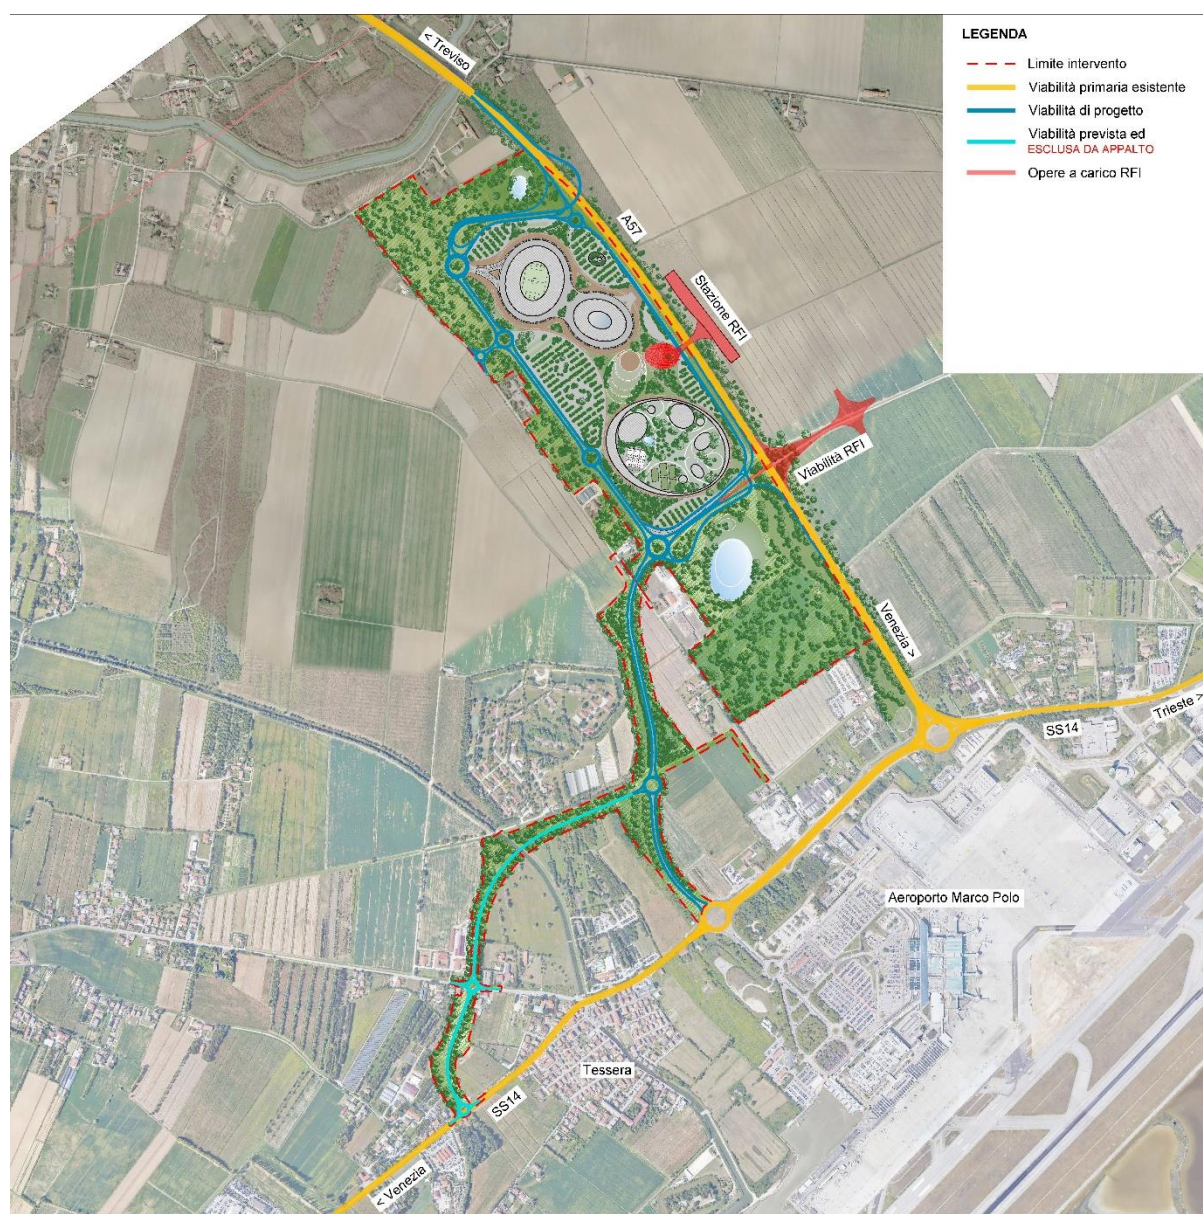 LEGENDA
Limite intervento
Viabilità primaria esistente
Viabilità di progetto
Viabilità prevista ed
ESCLUSA DA APPALTO
Opere a carico RFI
< Treviso
A57
Stazione RFI
Viabilità RFI
Venezia >
SS14
Trieste >
Aeroporto Marco Polo
Tessera
SS14
< Venezia